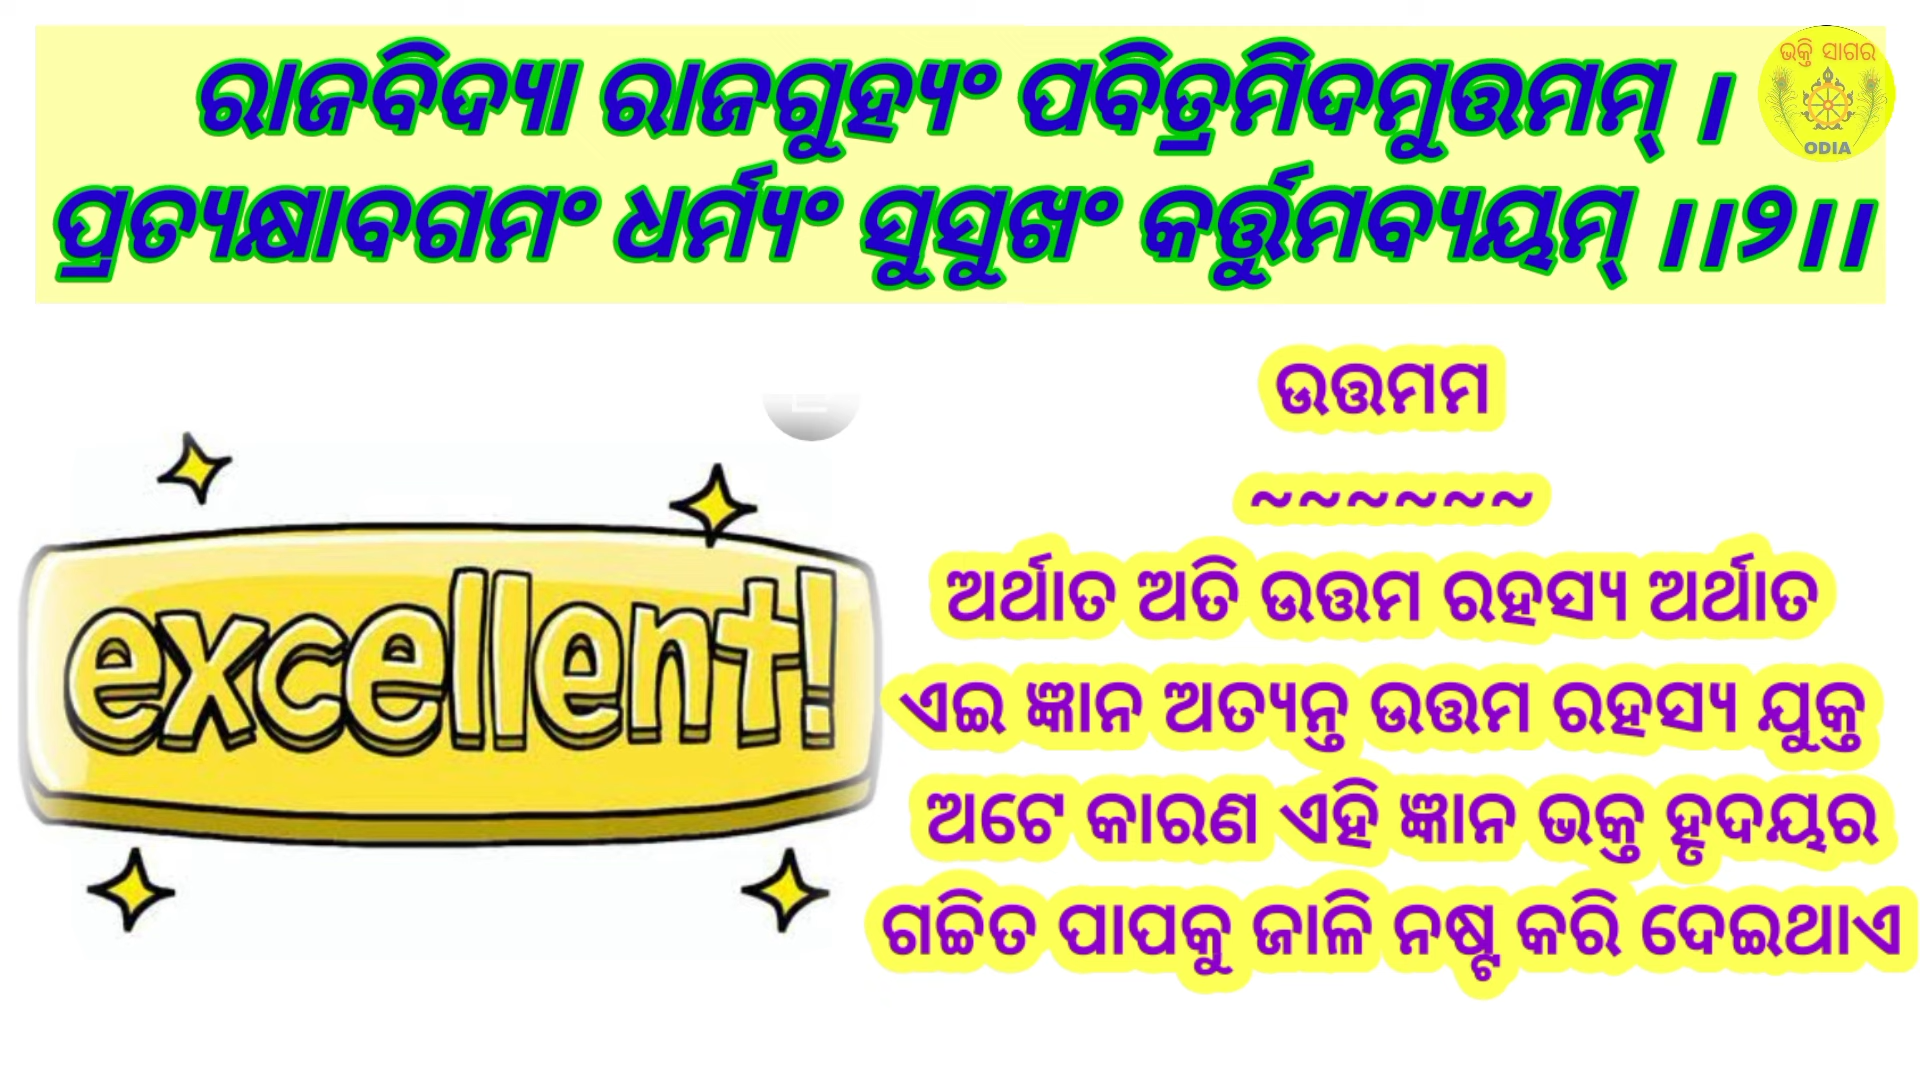 ରାଜବିଦ୍ୟା ରାଜଗୁହ୍ୟଂ ପବିତ୍ରମିଦମୁତ୍ତମମ୍ ।
ପ୍ରତ୍ୟକ୍ଷାବଗମଂ ଧର୍ମ୍ୟଂ ସୁସୁଖଂ କର୍ତ୍ତୁମବ୍ୟୟମ୍ ।।୨।।
ଭକ୍ତି ସାଗର
ODIA
excellent!
ଉତ୍ତମମ
~~~~~~
ଅର୍ଥାତ ଅତି ଉତ୍ତମ ରହସ୍ୟ ଅର୍ଥାତ
ଏଇ ଜ୍ଞାନ ଅତ୍ୟନ୍ତ ଉତ୍ତମ ରହସ୍ୟ ଯୁକ୍ତ
ଅଟେ କାରଣ ଏହି ଜ୍ଞାନ ଭକ୍ତ ହୃଦୟର
ଗଚ୍ଚିତ ପାପକୁ ଜାଳି ନଷ୍ଟ କରି ଦେଇଥାଏ